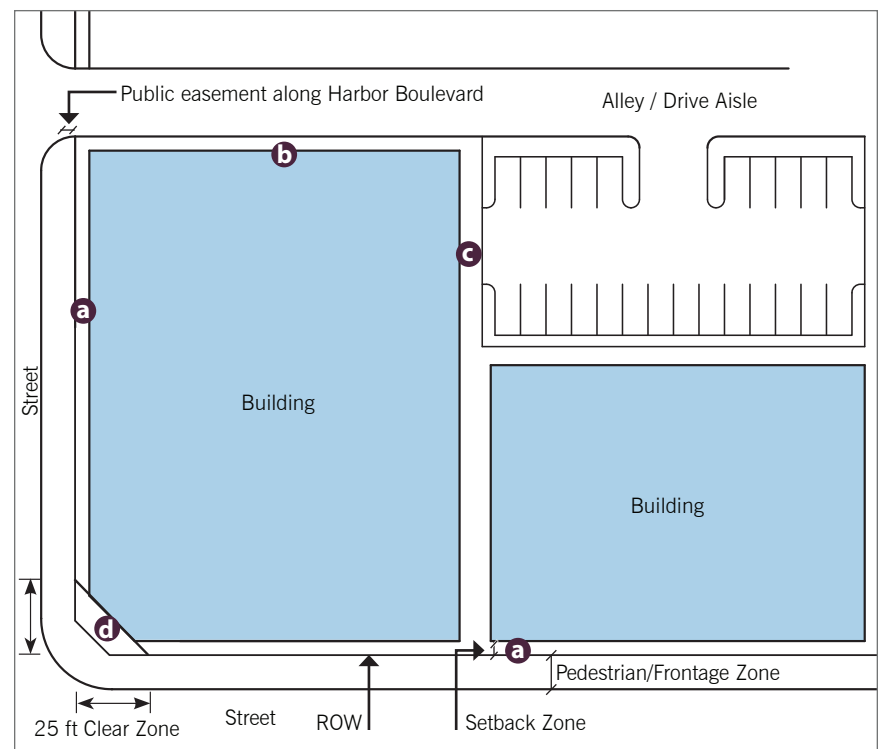 Public easement along Harbor Boulevard
Alley / Drive Aisle
b
c
a
Street
Building
Building
d
a
Pedestrian/Frontage Zone
25 ft Clear Zone
Street
ROW
Setback Zone